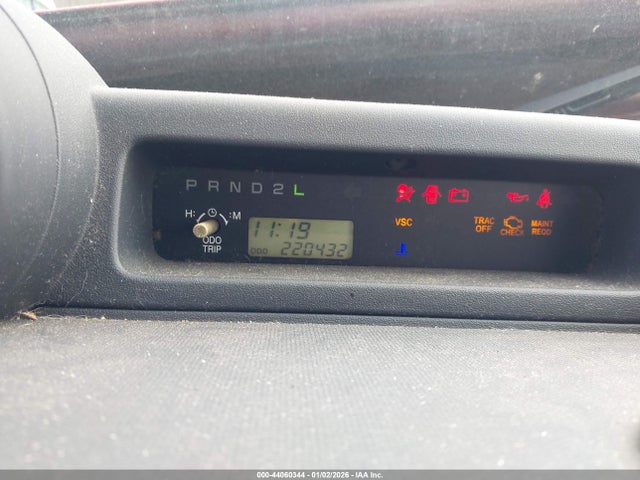 P R N D 2 L
H: :M
ODO
TRIP
11:19
ODO 220432
VSC
TRAC
OFF
CHECK
MAINT
REQD
000-44060344 | 01/02/2026 - IAA Inc.